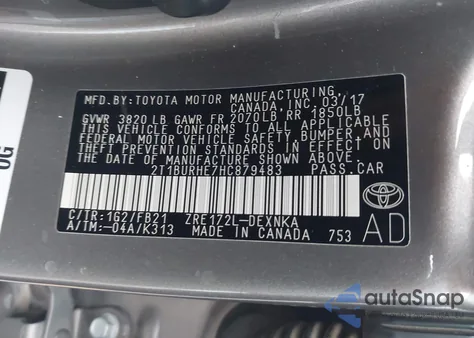 MFD.BY:TOYOTA MOTOR MANUFACTURING,
CANADA, INC. 03/17
GVWR 3820LB GAWR FR 2070LB RR 1850LB
THIS VEHICLE CONFORMS TO ALL APPLICABLE
FEDERAL MOTOR VEHICLE SAFETY, BUMPER, AND
THEFT PREVENTION STANDARDS IN EFFECT ON
THE DATE OF MANUFACTURE SHOWN ABOVE.
2T1BURHE7HC879483 PASS.CAR
C/TR:1G2/FB21 ZRE172L-DEXNKA
A/TM:-04A/K313 MADE IN CANADA 753
AD
OG
autoSnap